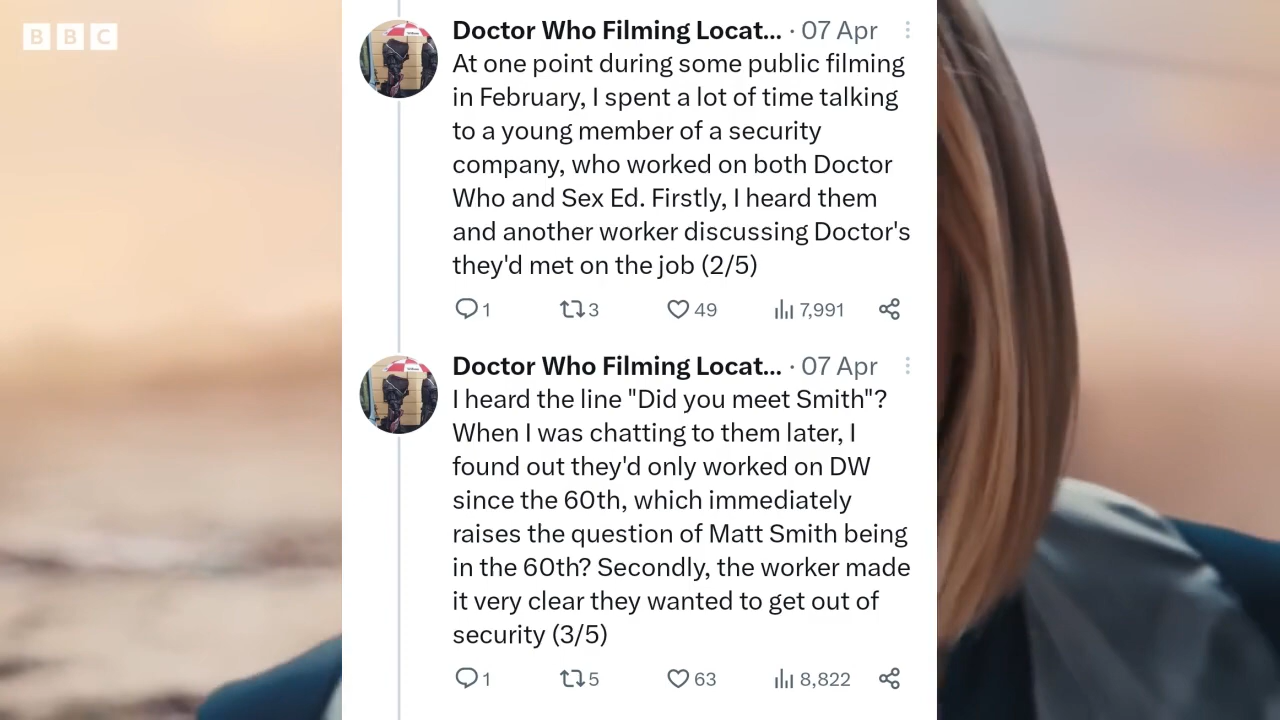 BBC
Doctor Who Filming Locat... · 07 Apr
At one point during some public filming
in February, I spent a lot of time talking
to a young member of a security
company, who worked on both Doctor
Who and Sex Ed. Firstly, I heard them
and another worker discussing Doctor's
they'd met on the job (2/5)
1 3 49 7,991
Doctor Who Filming Locat... · 07 Apr
I heard the line "Did you meet Smith"?
When I was chatting to them later, I
found out they'd only worked on DW
since the 60th, which immediately
raises the question of Matt Smith being
in the 60th? Secondly, the worker made
it very clear they wanted to get out of
security (3/5)
1 5 63 8,822